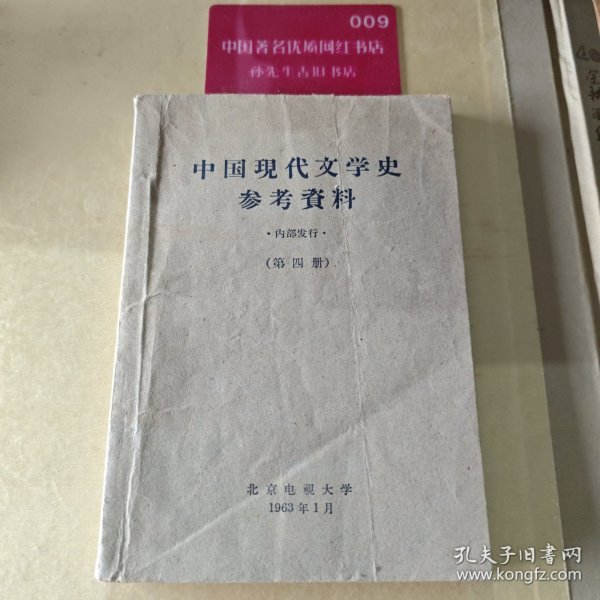 009
中国著名优质网红书店
孙先生古旧书店
中国現代文学史
参考資料
·内部发行·
(第四册)
北京电視大学
1963年1月
孔夫子旧書网
www.kongfz.com